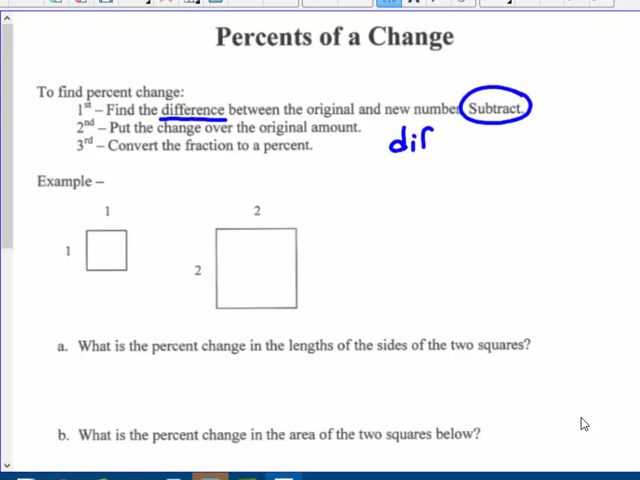 Percents of a Change
To find percent change:
1st – Find the difference between the original and new number. Subtract.
2nd – Put the change over the original amount.
3rd – Convert the fraction to a percent.
dif
Example –
1
2
1
2
a. What is the percent change in the lengths of the sides of the two squares?
b. What is the percent change in the area of the two squares below?